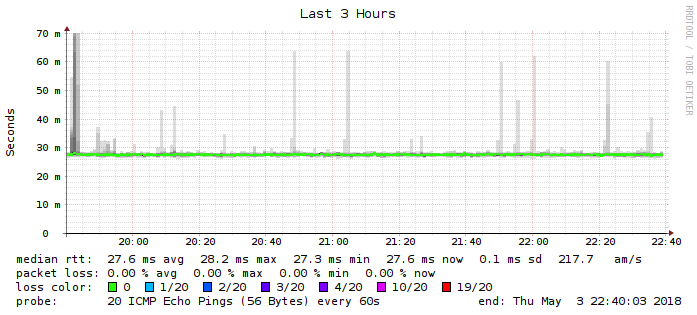 Last 3 Hours
RRDTOOL / TOBI OETIKER
Seconds
70 m
60 m
50 m
40 m
30 m
20 m
10 m
0
20:00 20:20 20:40 21:00 21:20 21:40 22:00 22:20 22:40
median rtt: 27.6 ms avg 28.2 ms max 27.3 ms min 27.6 ms now 0.1 ms sd 217.7 am/s
packet loss: 0.00 % avg 0.00 % max 0.00 % min 0.00 % now
loss color: 0 1/20 2/20 3/20 4/20 10/20 19/20
probe: 20 ICMP Echo Pings (56 Bytes) every 60s end: Thu May 3 22:40:03 2018